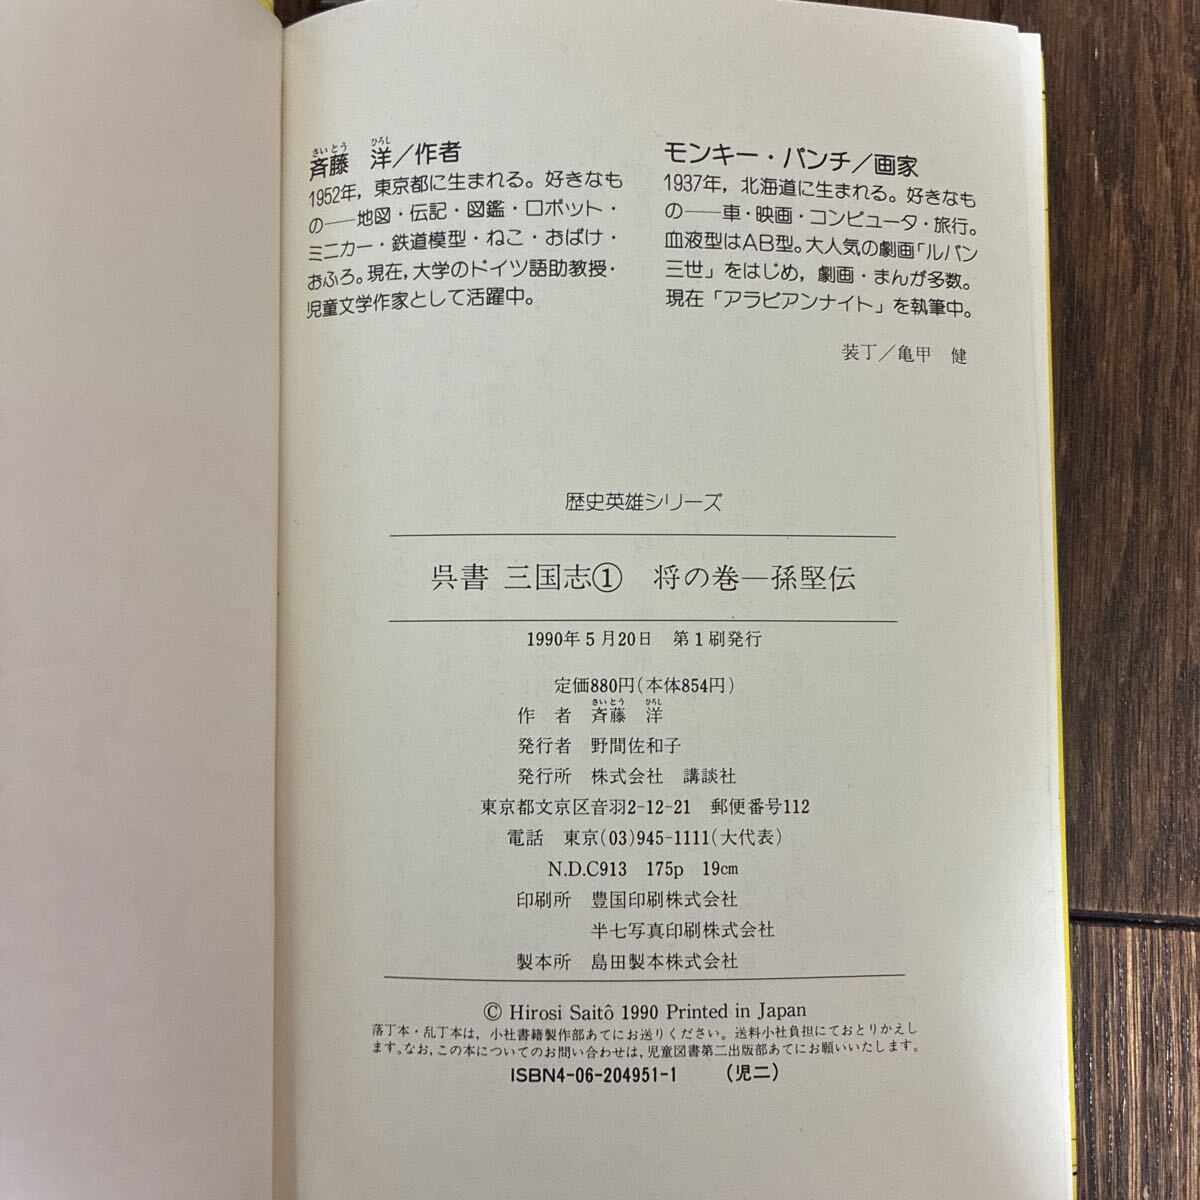 さいとう ひろし
斉藤 洋／作者
1952年，東京都に生まれる。好きなも
の――地図・伝記・図鑑・ロボット・
ミニカー・鉄道模型・ねこ・おばけ・
おふろ。現在，大学のドイツ語助教授・
児童文学作家として活躍中。
モンキー・パンチ／画家
1937年，北海道に生まれる。好きなも
の――車・映画・コンピュータ・旅行。
血液型はAB型。大人気の劇画「ルパン
三世」をはじめ，劇画・まんが多数。
現在「アラビアンナイト」を執筆中。
装丁／亀甲 健
歴史英雄シリーズ
呉書 三国志① 将の巻―孫堅伝
1990年5月20日 第1刷発行
定価880円（本体854円）
さいとう ひろし
作 者 斉藤 洋
発行者 野間佐和子
発行所 株式会社 講談社
東京都文京区音羽2-12-21 郵便番号112
電話 東京(03)945-1111(大代表)
N.D.C913 175p 19cm
印刷所 豊国印刷株式会社
半七写真印刷株式会社
製本所 島田製本株式会社
© Hirosi Saitô 1990 Printed in Japan
落丁本・乱丁本は，小社書籍製作部あてにお送りください。送料小社負担にておとりかえし
ます。なお，この本についてのお問い合わせは，児童図書第二出版部あてにお願いいたします。
ISBN4-06-204951-1 （児二）